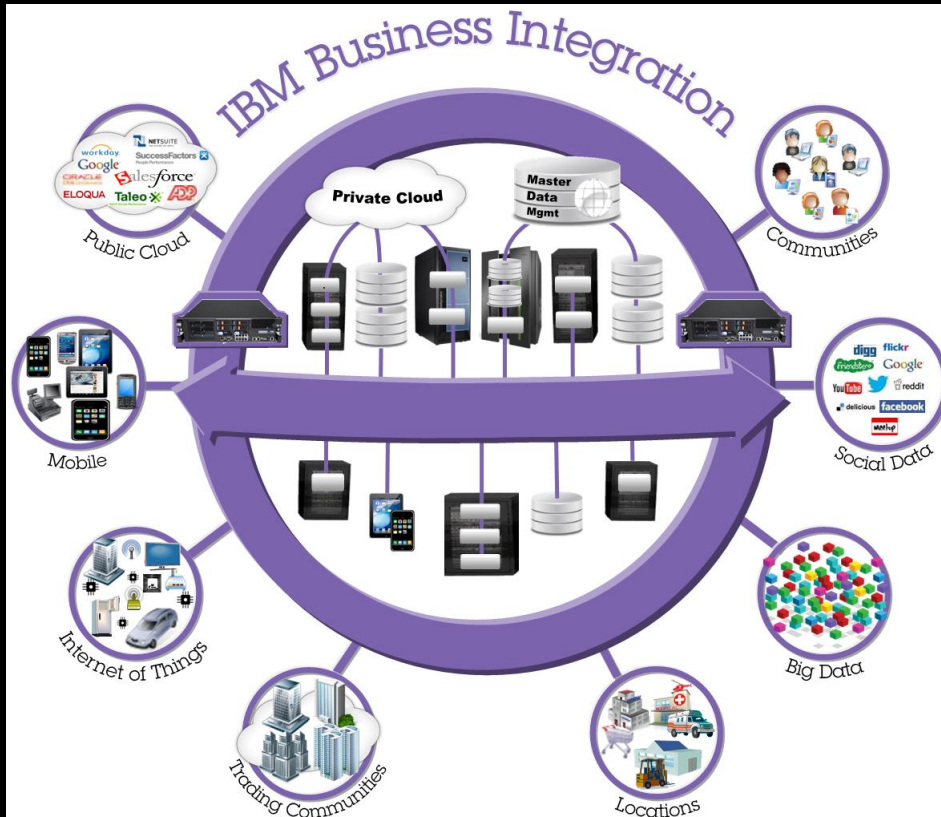 IBM Business Integration
NETSUITE
workday.
SuccessFactors
People Performance
Google
ORACLE
salesforce
ELOQUA
Taleo
ADP
Public Cloud
Private Cloud
Master
Data
Mgmt
Communities
Mobile
digg
flickr
friendster
Google
YouTube
reddit
delicious
facebook
meetup
Social Data
Internet of Things
Big Data
Trading Communities
Locations